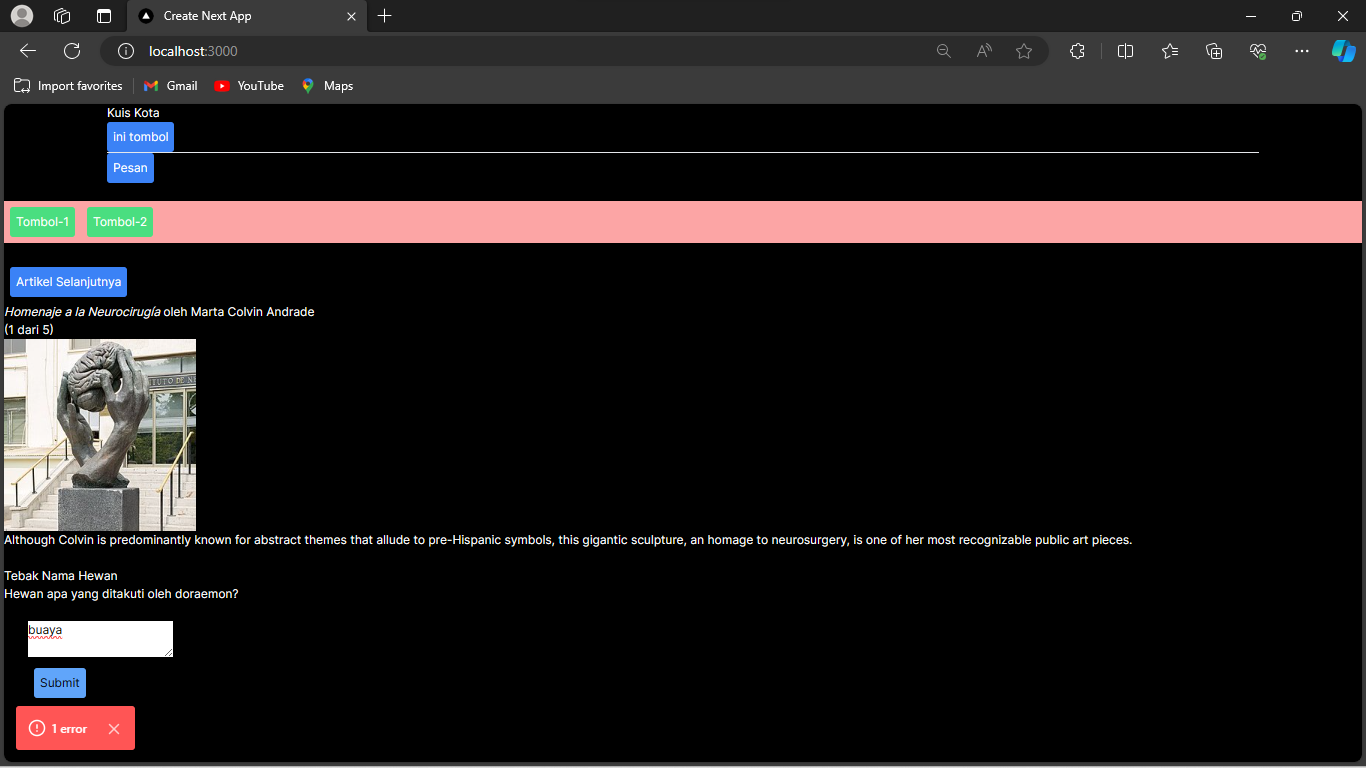 Create Next App
localhost:3000
Import favorites
Gmail
YouTube
Maps
Kuis Kota
ini tombol
Pesan
Tombol-1
Tombol-2
Artikel Selanjutnya
Homenaje a la Neurocirugía oleh Marta Colvin Andrade
(1 dari 5)
Although Colvin is predominantly known for abstract themes that allude to pre-Hispanic symbols, this gigantic sculpture, an homage to neurosurgery, is one of her most recognizable public art pieces.
Tebak Nama Hewan
Hewan apa yang ditakuti oleh doraemon?
buaya
Submit
1 error